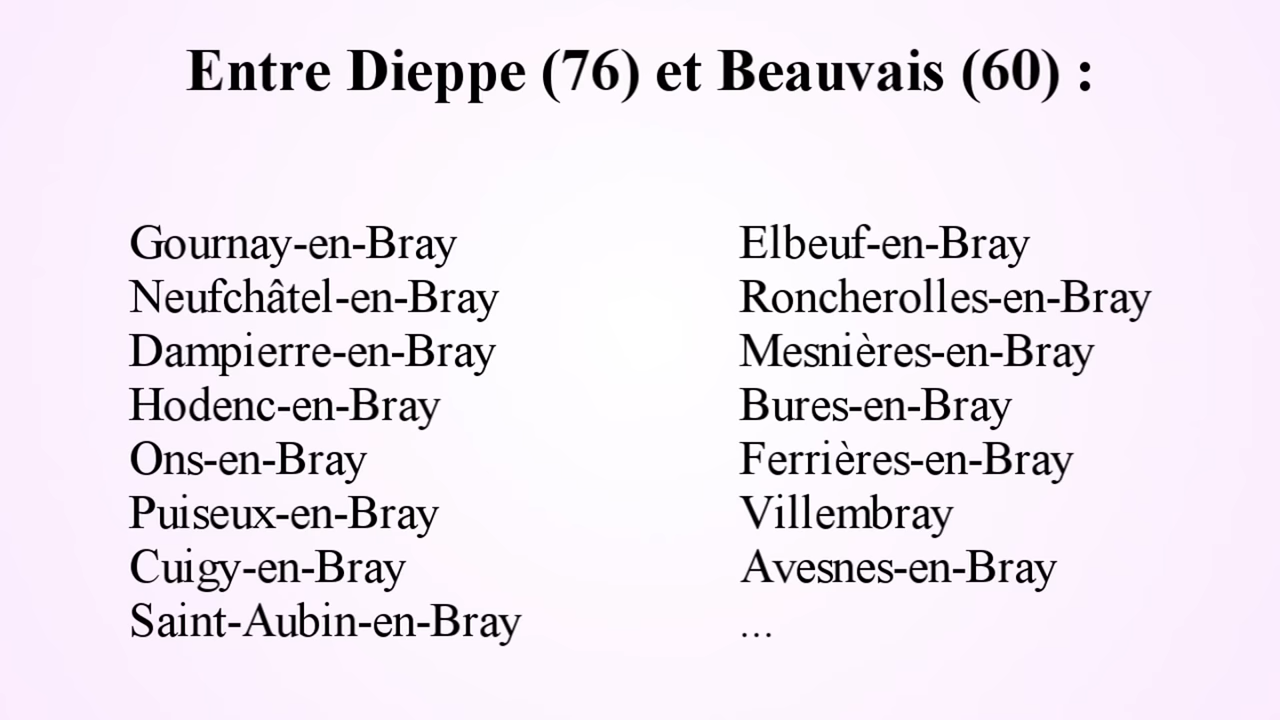 Entre Dieppe (76) et Beauvais (60) :
Gournay-en-Bray
Neufchâtel-en-Bray
Dampierre-en-Bray
Hodenc-en-Bray
Ons-en-Bray
Puiseux-en-Bray
Cuigy-en-Bray
Saint-Aubin-en-Bray
Elbeuf-en-Bray
Roncherolles-en-Bray
Mesnières-en-Bray
Bures-en-Bray
Ferrières-en-Bray
Villembray
Avesnes-en-Bray
...